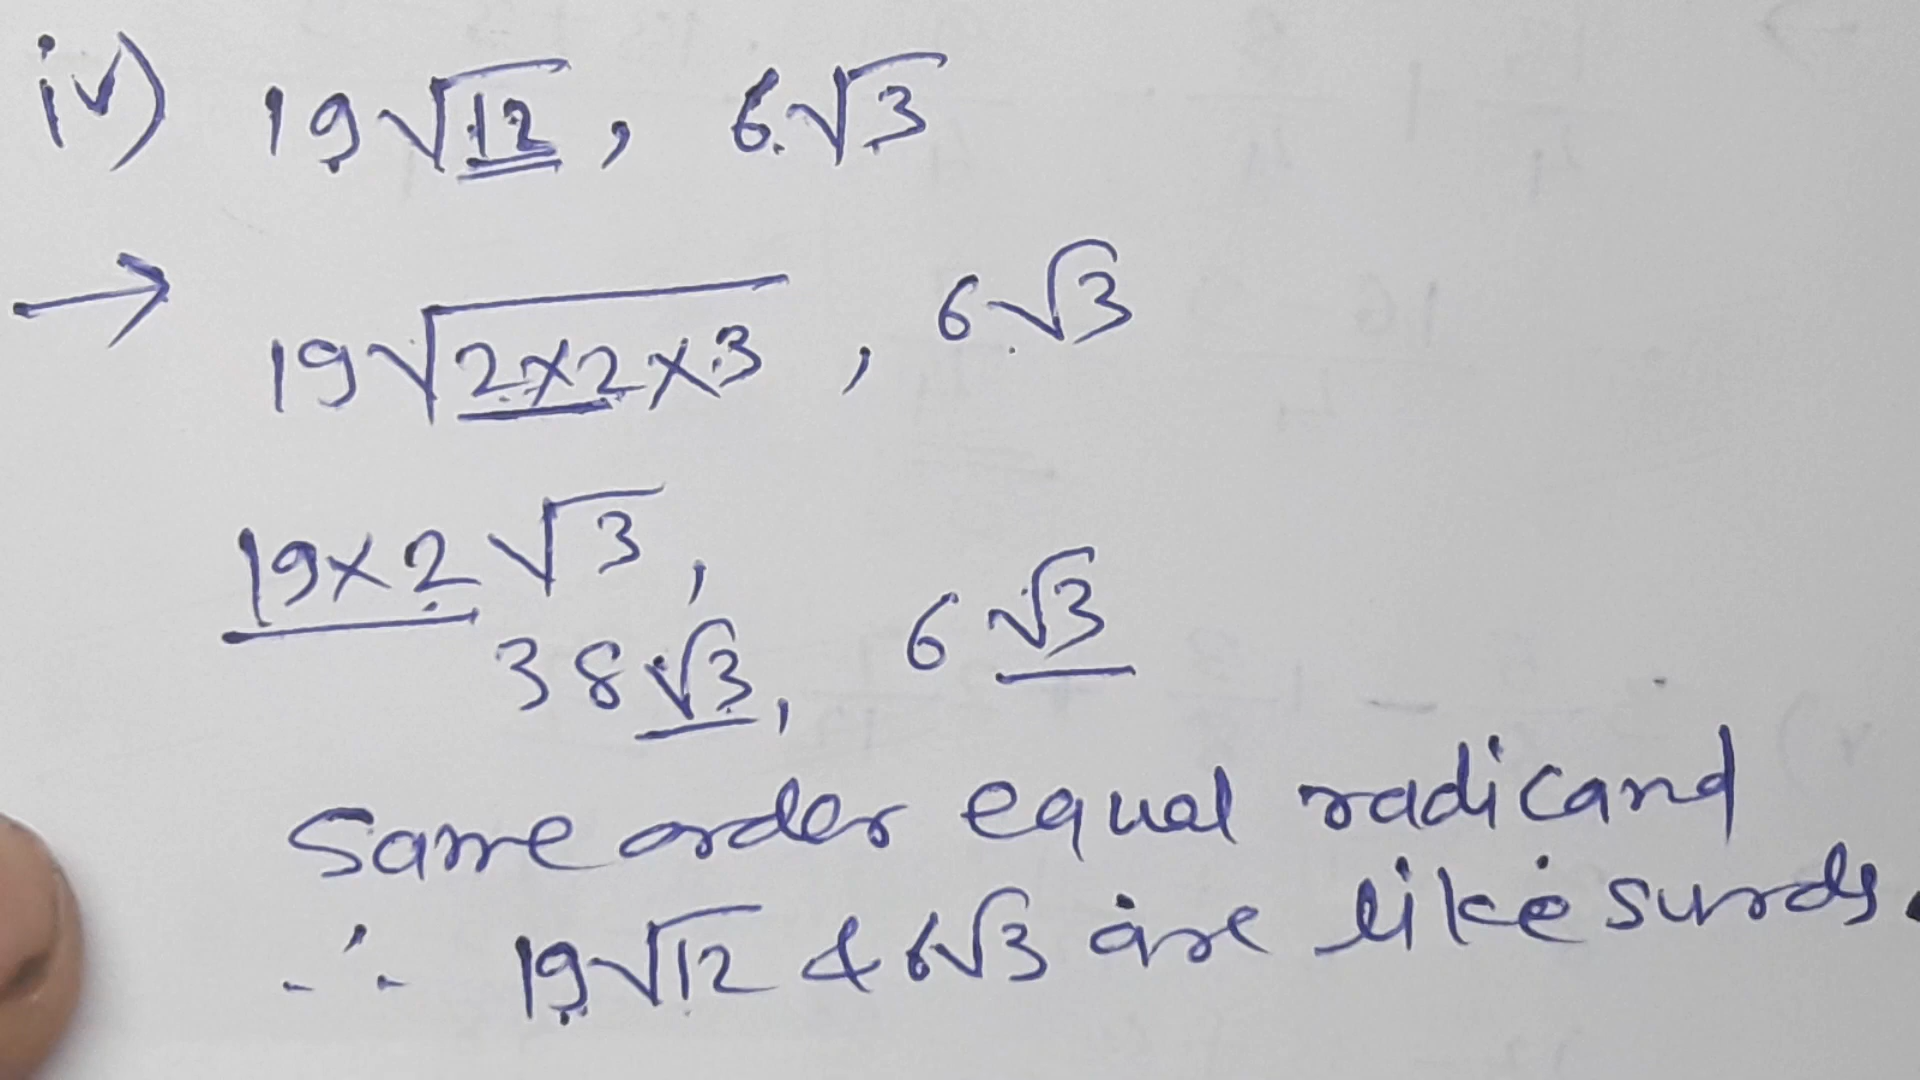 iv) 19√12, 6√3
→ 19√2×2×3, 6√3
19×2√3,
38√3, 6√3
Same order equal radicand
∴ 19√12 & 6√3 are like surds.